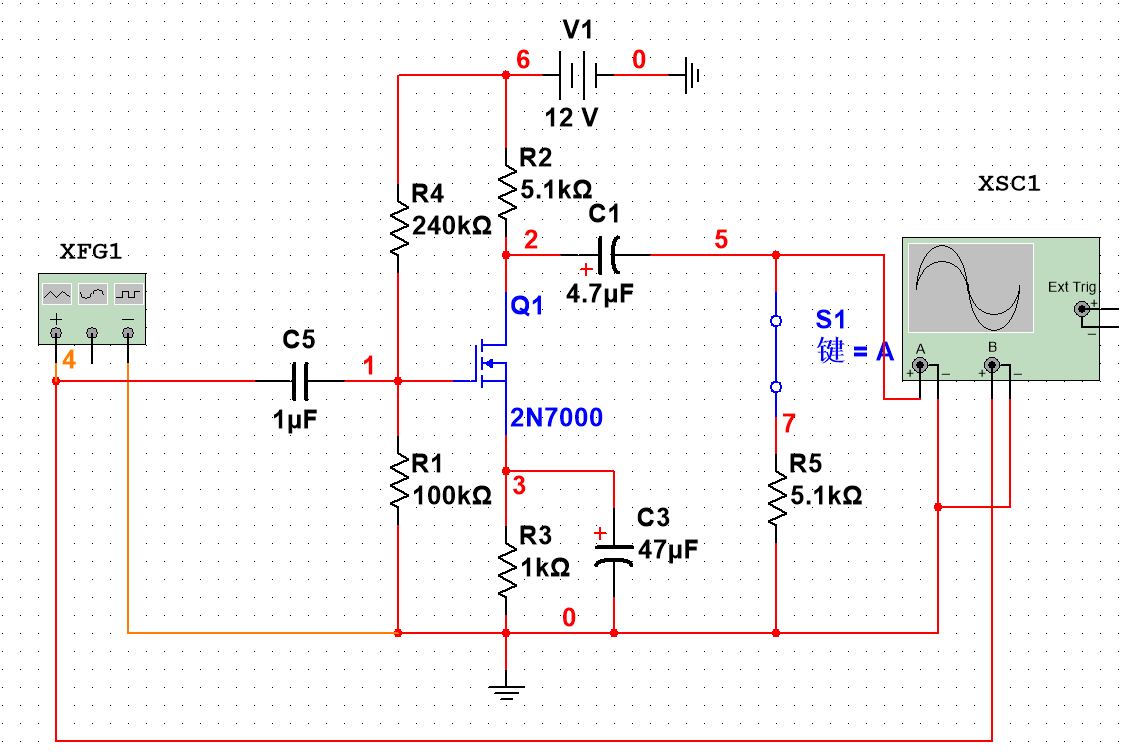 V1
6
0
12 V
R2
5.1kΩ
XSC1
R4
240kΩ
C1
2
5
+
4.7µF
XFG1
Ext Trig
+
−
Q1
S1
键 = A
+
−
C5
4
1
A
B
+
−
+
−
1µF
2N7000
7
R1
100kΩ
R5
5.1kΩ
3
R3
1kΩ
+
C3
47µF
0